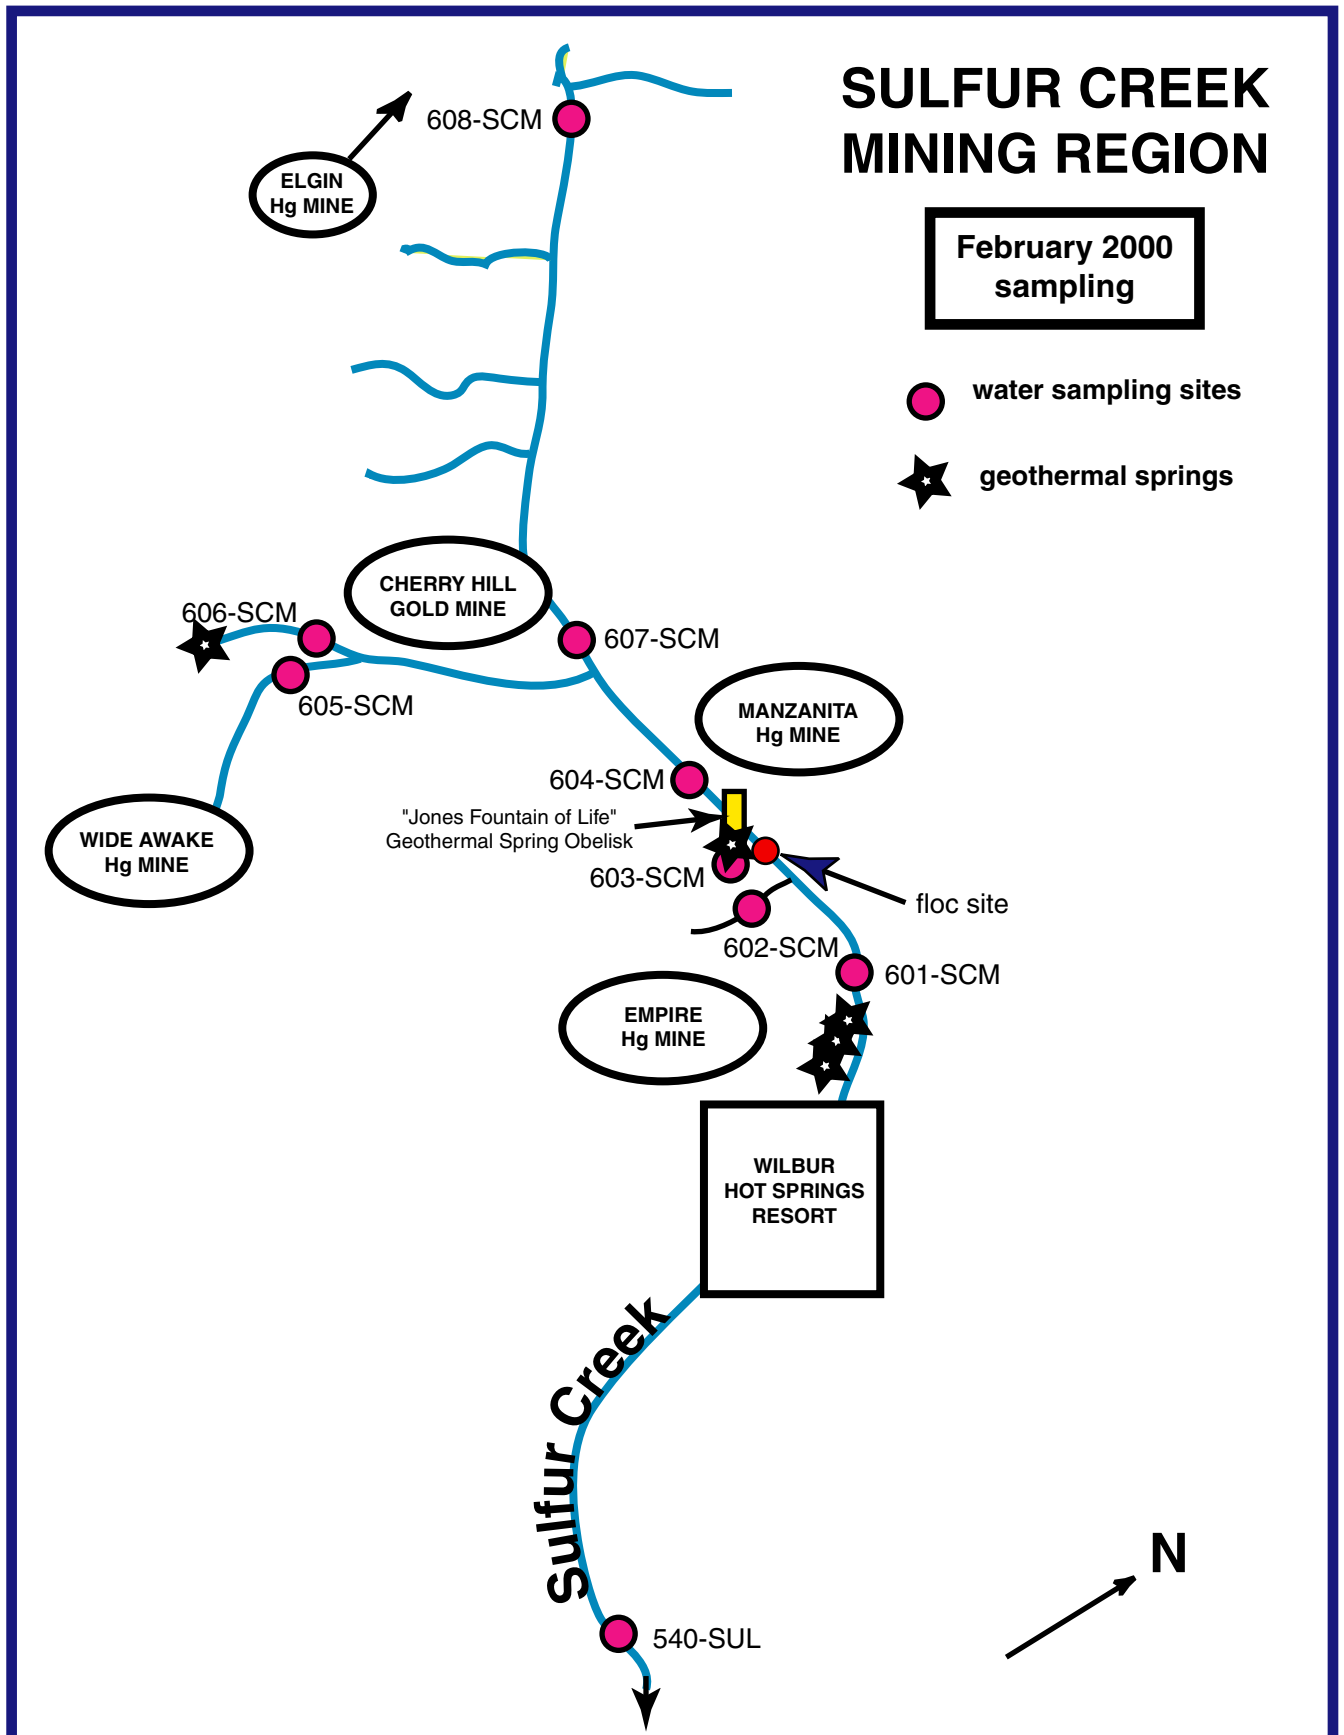 SULFUR CREEK
MINING REGION
February 2000
sampling
water sampling sites
geothermal springs
608-SCM
ELGIN
Hg MINE
CHERRY HILL
GOLD MINE
606-SCM
607-SCM
605-SCM
MANZANITA
Hg MINE
604-SCM
"Jones Fountain of Life"
Geothermal Spring Obelisk
WIDE AWAKE
Hg MINE
603-SCM
floc site
602-SCM
601-SCM
EMPIRE
Hg MINE
WILBUR
HOT SPRINGS
RESORT
Sulfur Creek
N
540-SUL